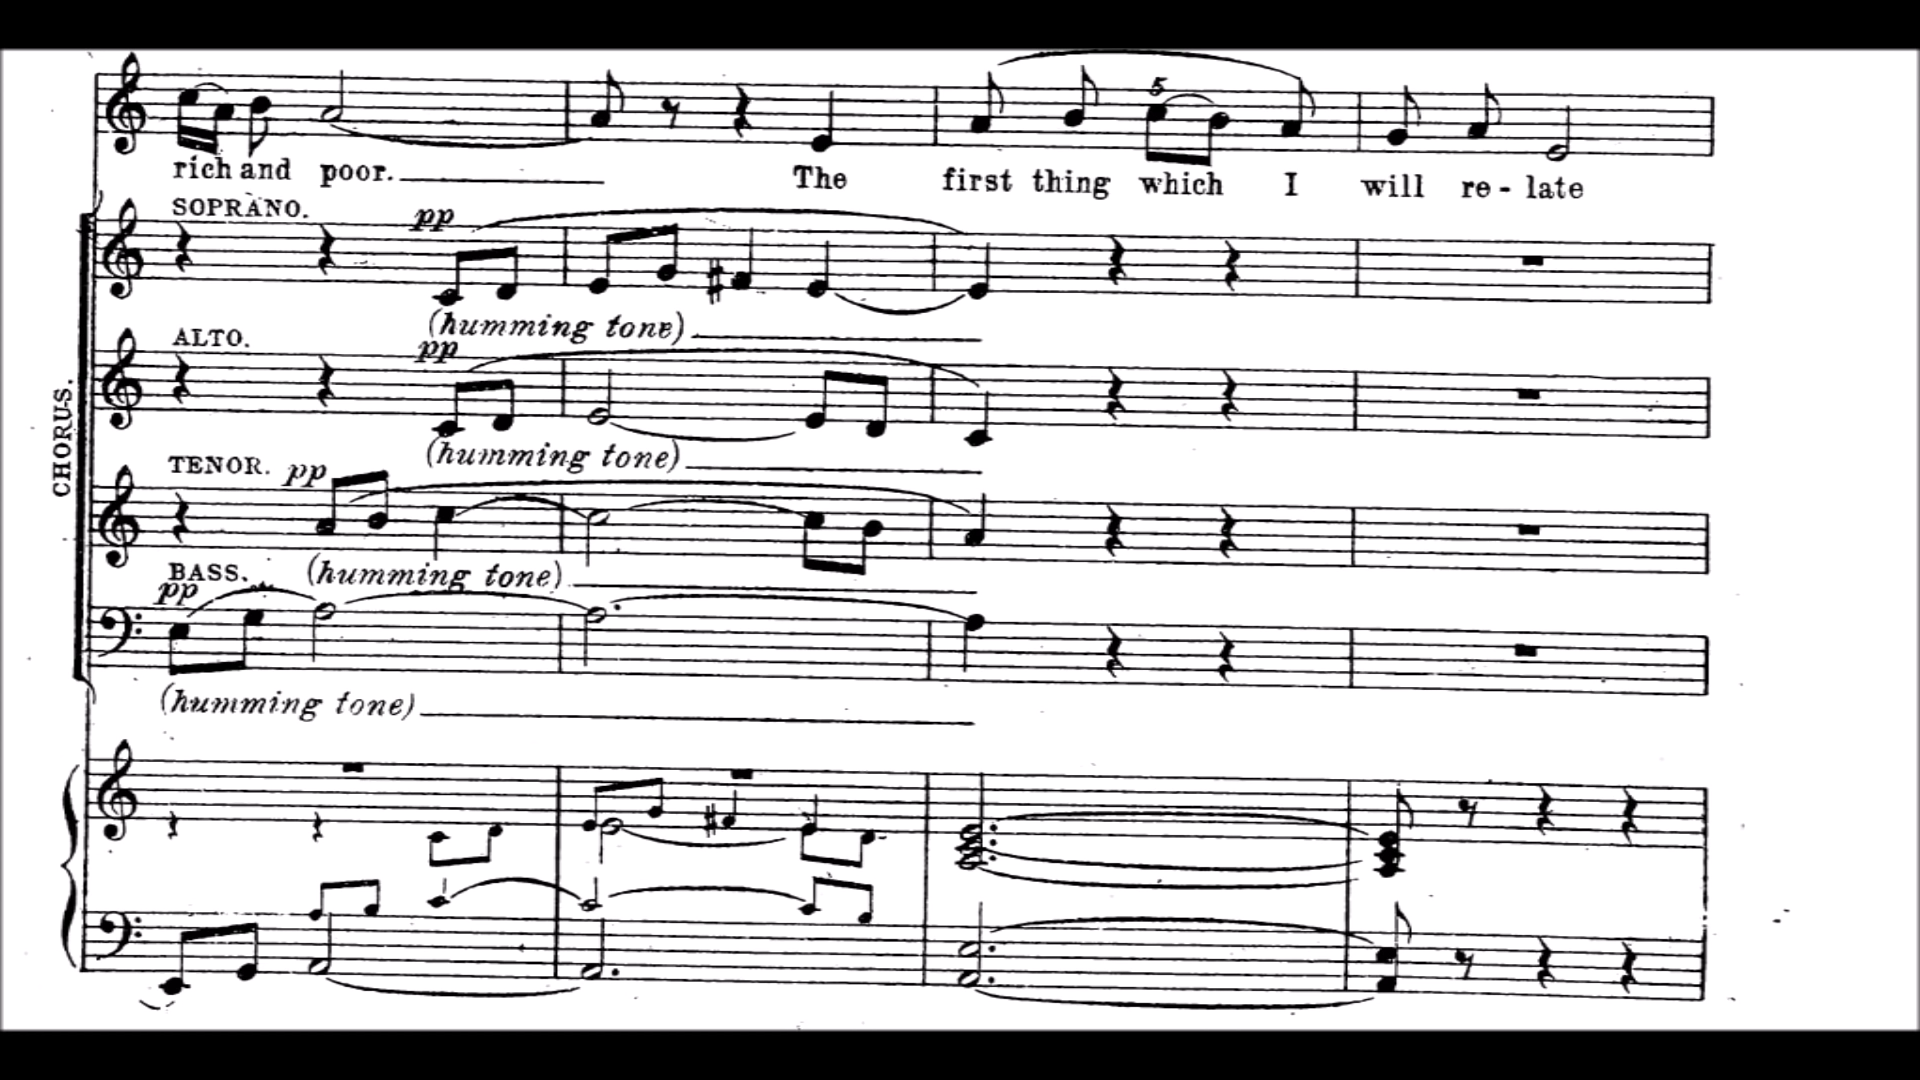 5
rich and poor. The first thing which I will re - late
SOPRANO.
pp
(humming tone)
ALTO.
pp
(humming tone)
CHORUS.
TENOR. pp
(humming tone)
BASS.
pp
(humming tone)